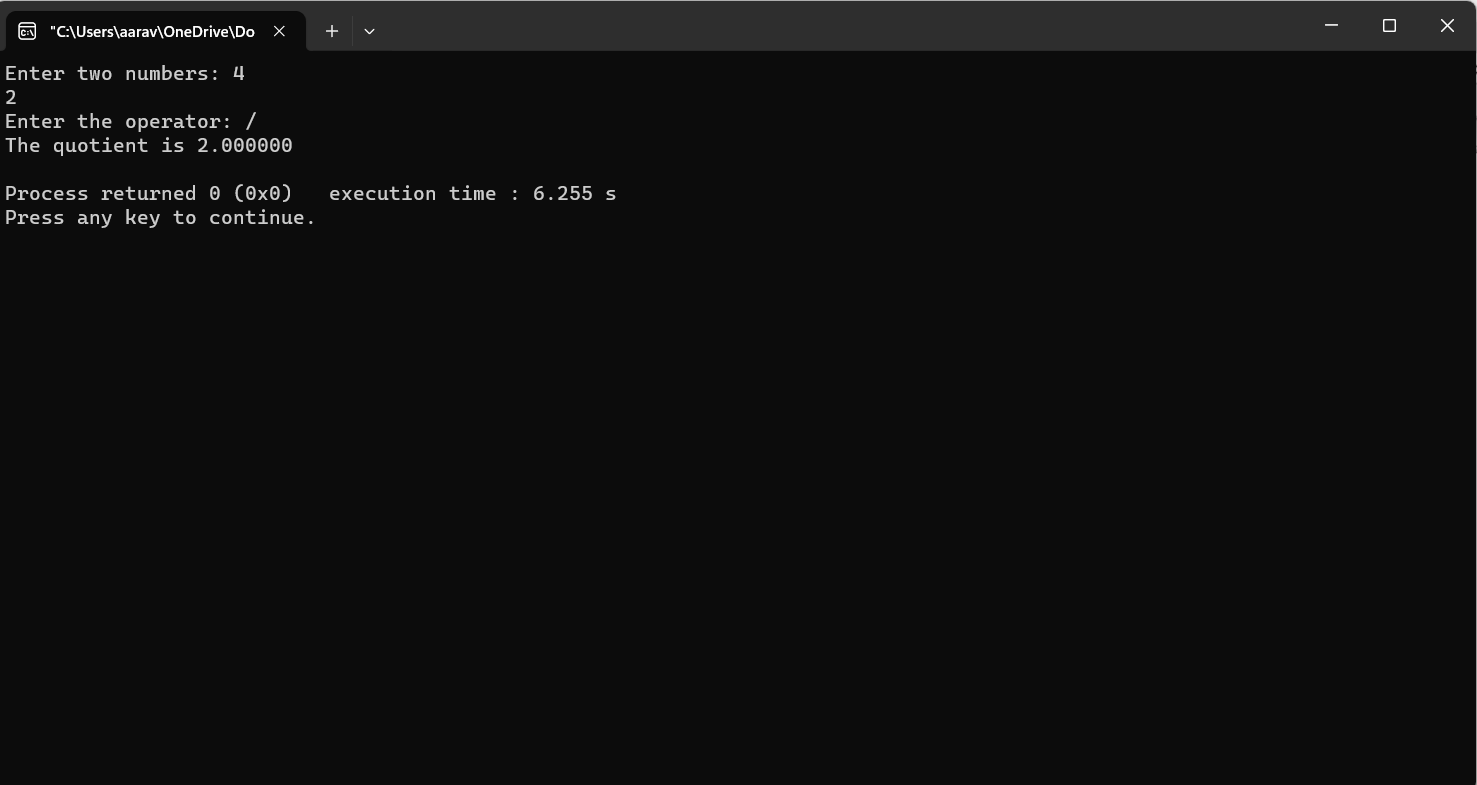 "C:\Users\aarav\OneDrive\Do
Enter two numbers: 4
2
Enter the operator: /
The quotient is 2.000000
Process returned 0 (0x0)   execution time : 6.255 s
Press any key to continue.